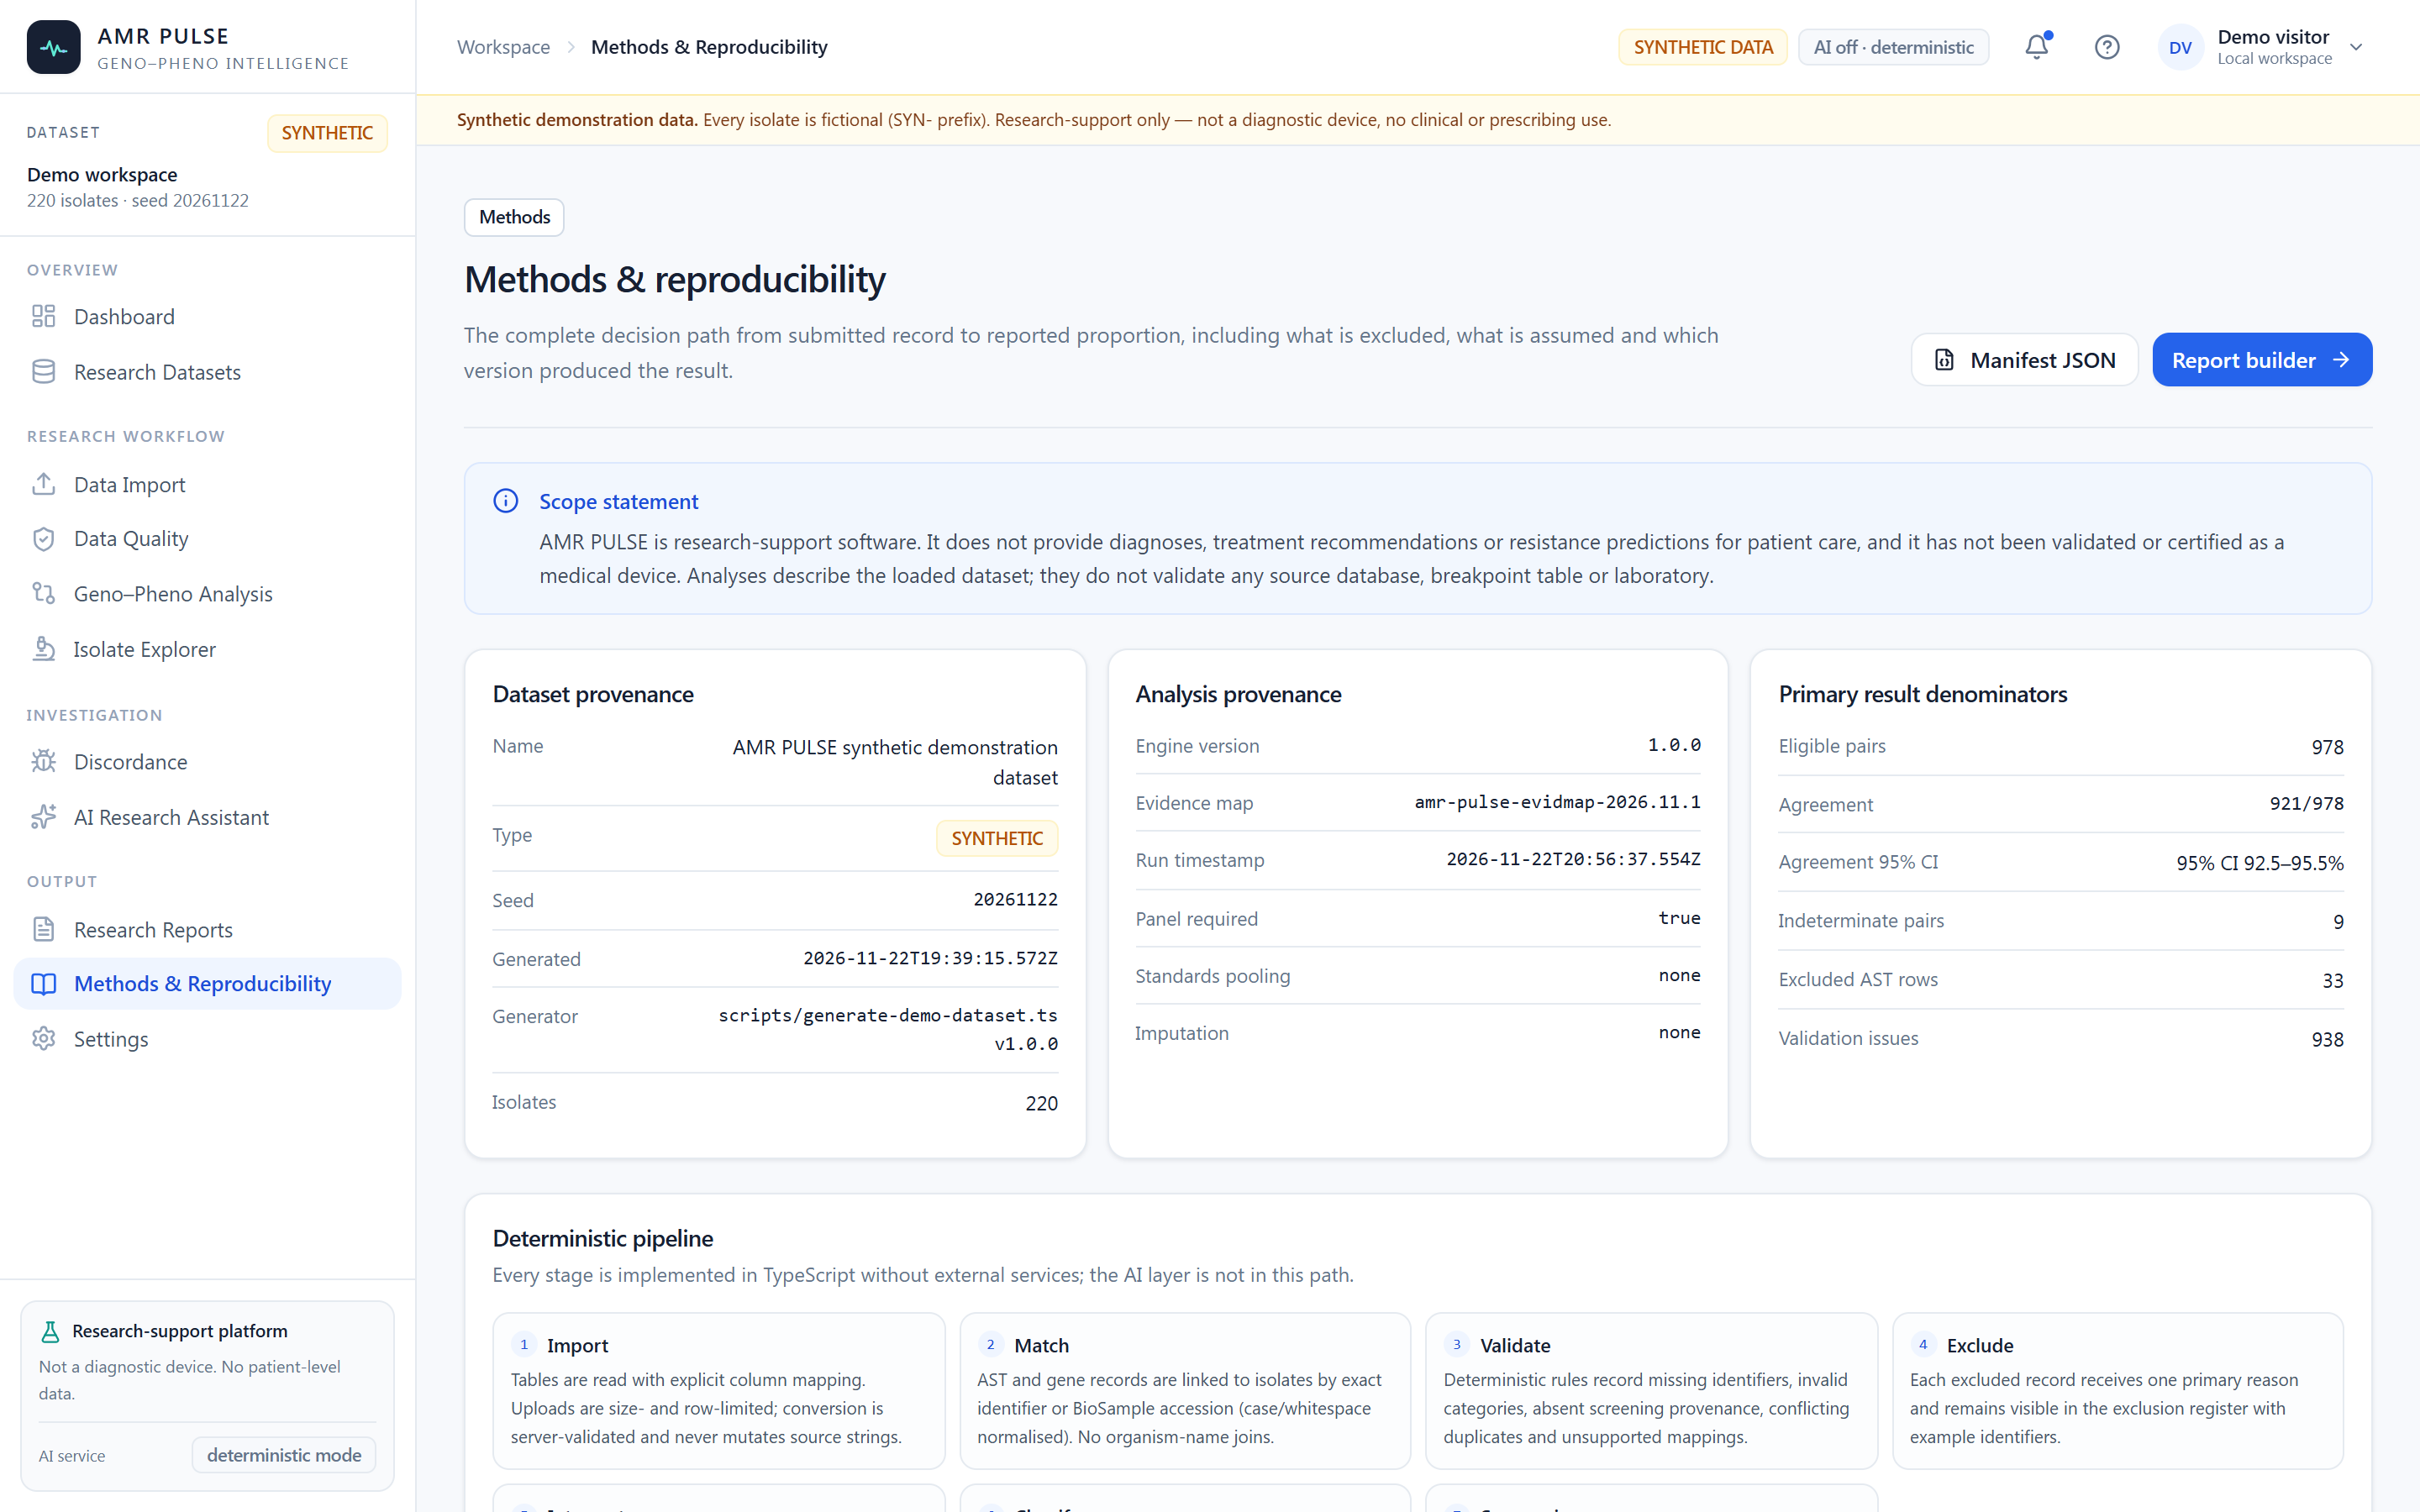 AMR PULSE
GENO–PHENO INTELLIGENCE
DATASET
SYNTHETIC
Demo workspace
220 isolates · seed 20261122
OVERVIEW
Dashboard
Research Datasets
RESEARCH WORKFLOW
Data Import
Data Quality
Geno–Pheno Analysis
Isolate Explorer
INVESTIGATION
Discordance
AI Research Assistant
OUTPUT
Research Reports
Methods & Reproducibility
Settings
Research-support platform
Not a diagnostic device. No patient-level
data.
AI service
deterministic mode
Workspace
Methods & Reproducibility
SYNTHETIC DATA
AI off · deterministic
DV
Demo visitor
Local workspace
Synthetic demonstration data. Every isolate is fictional (SYN- prefix). Research-support only — not a diagnostic device, no clinical or prescribing use.
Methods
Methods & reproducibility
The complete decision path from submitted record to reported proportion, including what is excluded, what is assumed and which
version produced the result.
Manifest JSON
Report builder
Scope statement
AMR PULSE is research-support software. It does not provide diagnoses, treatment recommendations or resistance predictions for patient care, and it has not been validated or certified as a
medical device. Analyses describe the loaded dataset; they do not validate any source database, breakpoint table or laboratory.
Dataset provenance
Name
AMR PULSE synthetic demonstration
dataset
Type
SYNTHETIC
Seed
20261122
Generated
2026-11-22T19:39:15.572Z
Generator
scripts/generate-demo-dataset.ts
v1.0.0
Isolates
220
Analysis provenance
Engine version
1.0.0
Evidence map
amr-pulse-evidmap-2026.11.1
Run timestamp
2026-11-22T20:56:37.554Z
Panel required
true
Standards pooling
none
Imputation
none
Primary result denominators
Eligible pairs
978
Agreement
921/978
Agreement 95% CI
95% CI 92.5–95.5%
Indeterminate pairs
9
Excluded AST rows
33
Validation issues
938
Deterministic pipeline
Every stage is implemented in TypeScript without external services; the AI layer is not in this path.
1 Import
Tables are read with explicit column mapping.
Uploads are size- and row-limited; conversion is
server-validated and never mutates source strings.
2 Match
AST and gene records are linked to isolates by exact
identifier or BioSample accession (case/whitespace
normalised). No organism-name joins.
3 Validate
Deterministic rules record missing identifiers, invalid
categories, absent screening provenance, conflicting
duplicates and unsupported mappings.
4 Exclude
Each excluded record receives one primary reason
and remains visible in the exclusion register with
example identifiers.